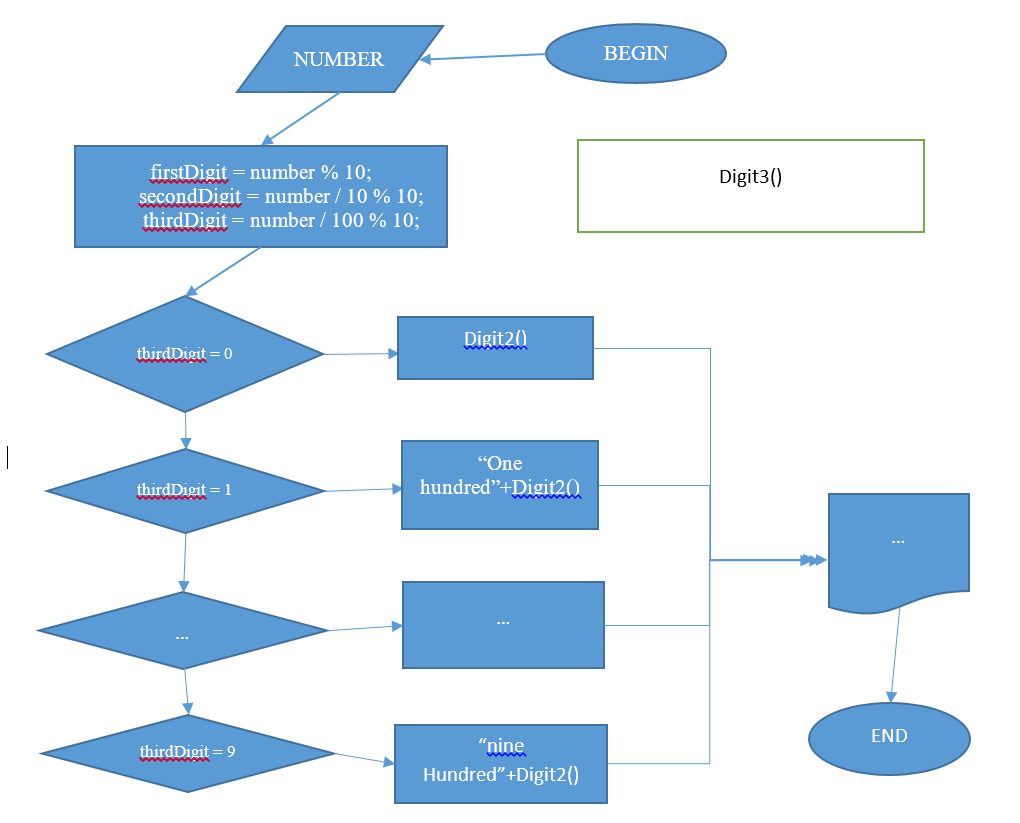 NUMBER
BEGIN
firstDigit = number % 10;
secondDigit = number / 10 % 10;
thirdDigit = number / 100 % 10;
Digit3()
thirdDigit = 0
Digit2()
thirdDigit = 1
“One
hundred”+Digit2()
...
...
...
thirdDigit = 9
“nine
Hundred”+Digit2()
END